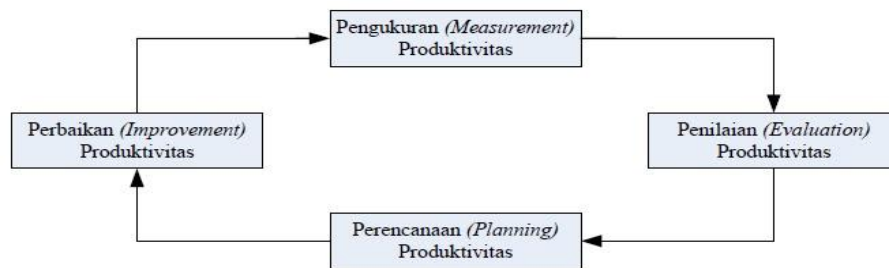 Pengukuran (Measurement)
Produktivitas
Perbaikan (Improvement)
Produktivitas
Penilaian (Evaluation)
Produktivitas
Perencanaan (Planning)
Produktivitas